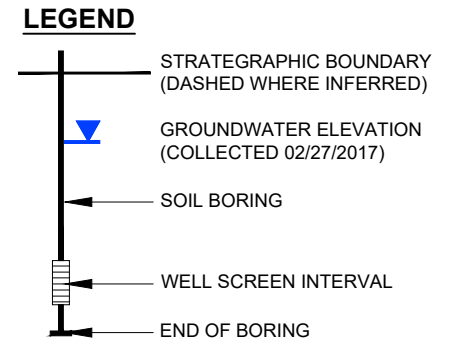 LEGEND
STRATEGRAPHIC BOUNDARY
(DASHED WHERE INFERRED)
GROUNDWATER ELEVATION
(COLLECTED 02/27/2017)
SOIL BORING
WELL SCREEN INTERVAL
END OF BORING